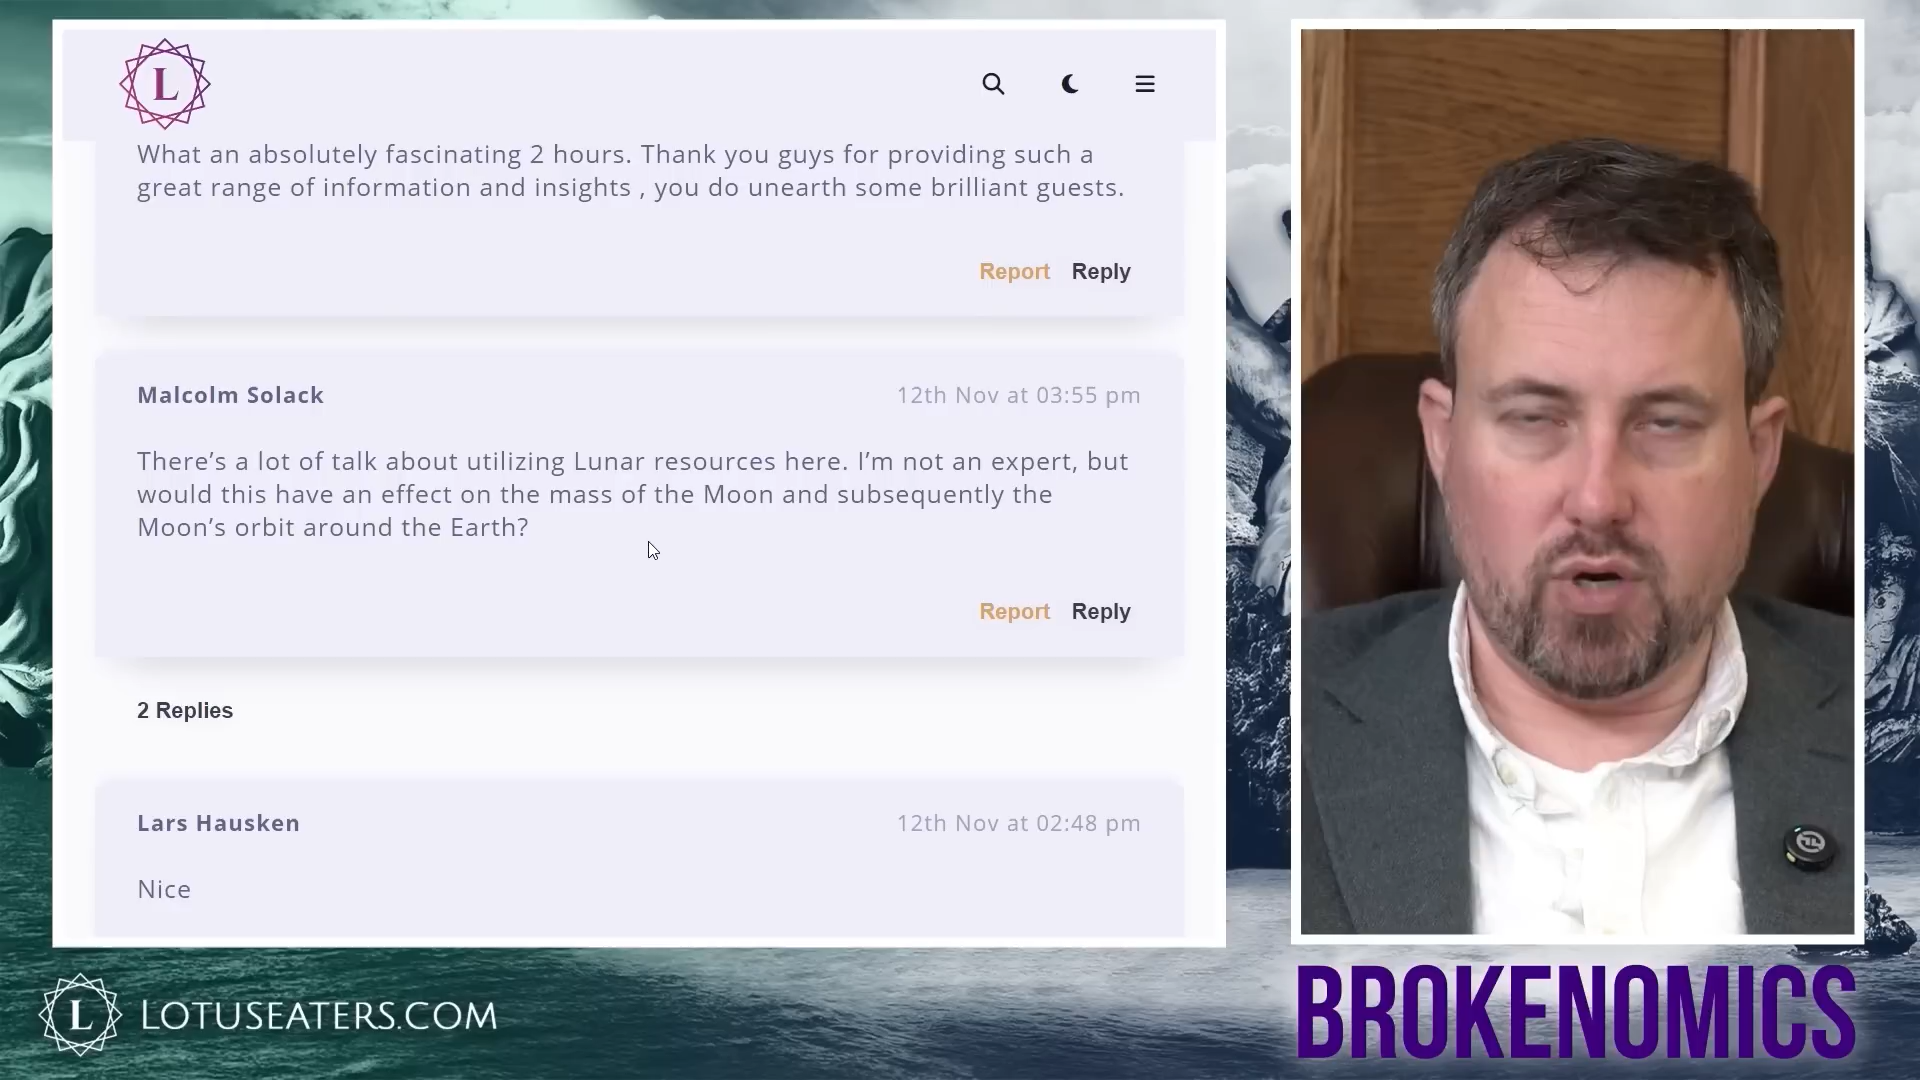 L
What an absolutely fascinating 2 hours. Thank you guys for providing such a
great range of information and insights , you do unearth some brilliant guests.
Report Reply
Malcolm Solack 12th Nov at 03:55 pm
There’s a lot of talk about utilizing Lunar resources here. I’m not an expert, but
would this have an effect on the mass of the Moon and subsequently the
Moon’s orbit around the Earth?
Report Reply
2 Replies
Lars Hausken 12th Nov at 02:48 pm
Nice
L LOTUSEATERS.COM
BROKENOMICS